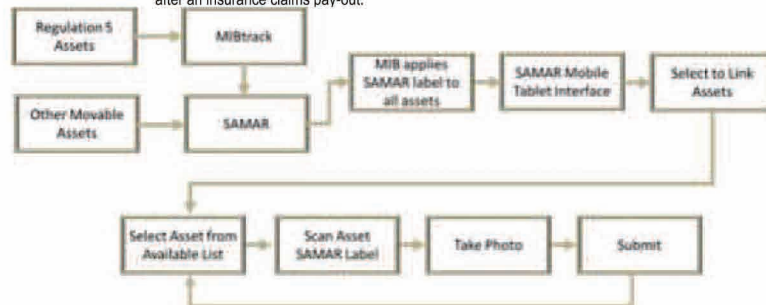 after an insurance claims pay-out.
Regulation 5
Assets
MIBtrack
MIB applies
SAMAR label to
all assets
SAMAR Mobile
Tablet Interface
Select to Link
Assets
Other Movable
Assets
SAMAR
Select Asset from
Available List
Scan Asset
SAMAR Label
Take Photo
Submit